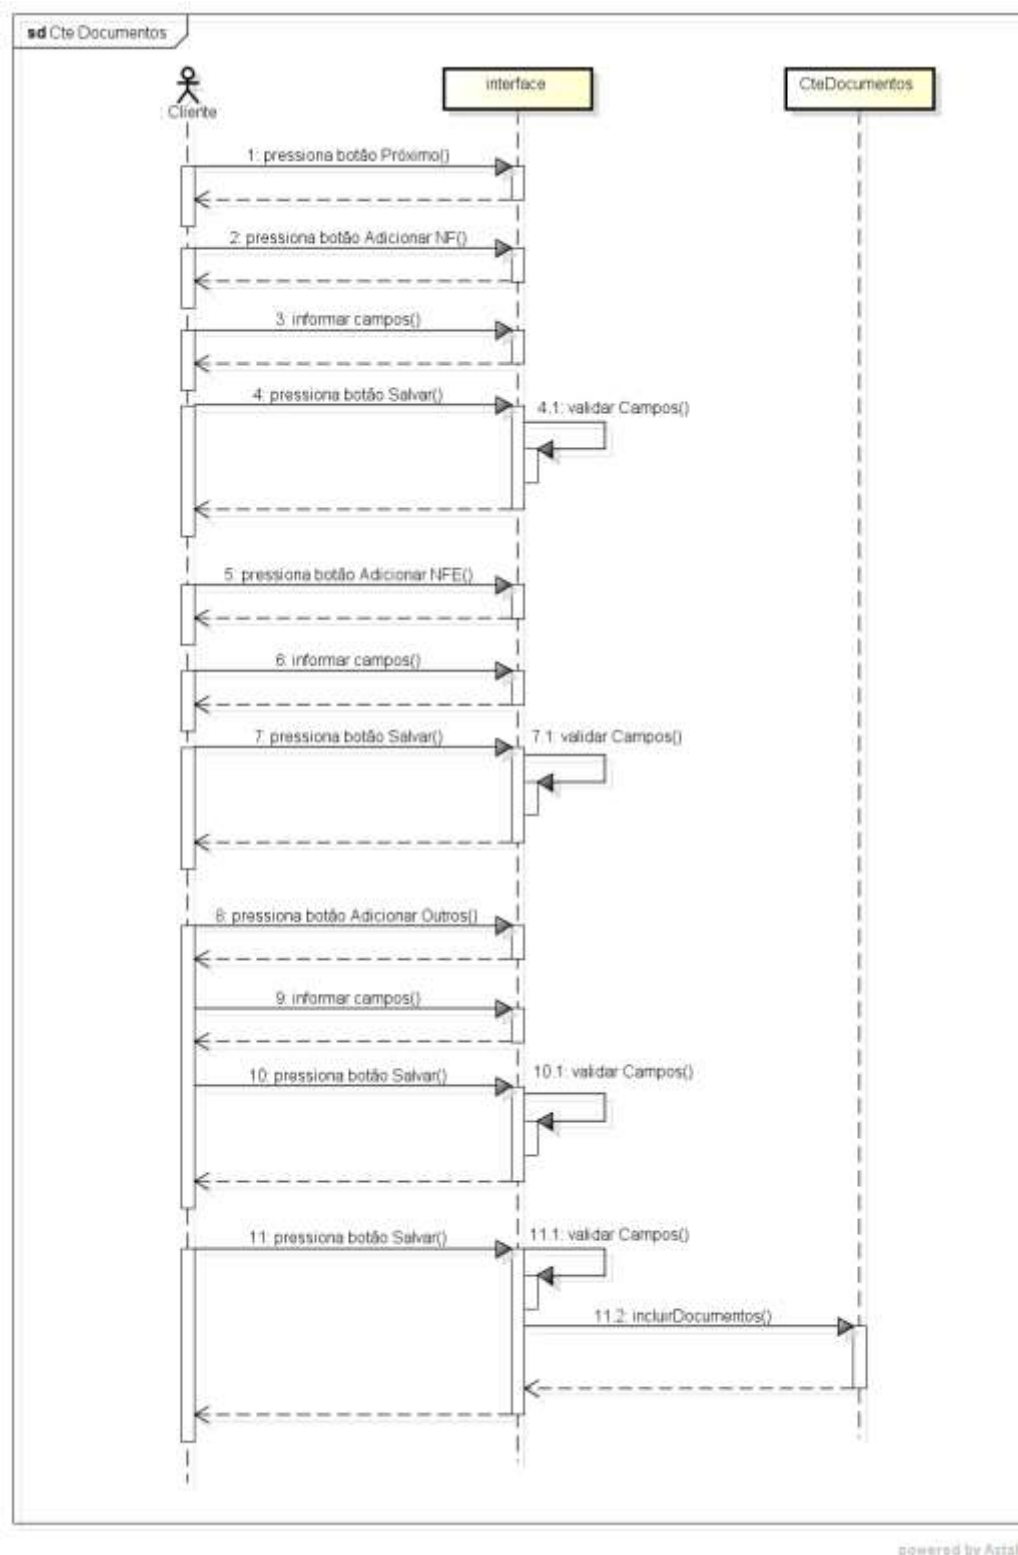 sd Cte Documentos
: Cliente
interface
CteDocumentos
1: pressiona botão Próximo()
2: pressiona botão Adicionar NF()
3: informar campos()
4: pressiona botão Salvar()
4.1: validar Campos()
5: pressiona botão Adicionar NFE()
6: informar campos()
7: pressiona botão Salvar()
7.1: validar Campos()
8: pressiona botão Adicionar Outros()
9: informar campos()
10: pressiona botão Salvar()
10.1: validar Campos()
11: pressiona botão Salvar()
11.1: validar Campos()
11.2: incluirDocumentos()
powered by